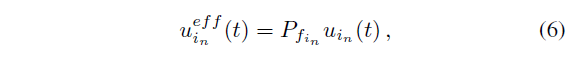 $u_{i_n}^{eff}(t) = P_{f_{i_n}} u_{i_n}(t)\,,$ (6)